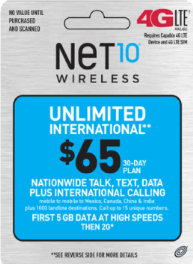 NO VALUE UNTIL
PURCHASED
AND SCANNED
4G LTE
Requires Capable 4G LTE
Device and 4G LTE SIM
NET10
WIRELESS
UNLIMITED
INTERNATIONAL**
$65 30-DAY
PLAN
NATIONWIDE TALK, TEXT, DATA
PLUS INTERNATIONAL CALLING
mobile to mobile to Mexico, Canada, China & India
plus 1000 landline destinations. Call up to 15 unique numbers.
FIRST 5 GB DATA AT HIGH SPEEDS
THEN 2G*
**SEE REVERSE SIDE FOR MORE DETAILS